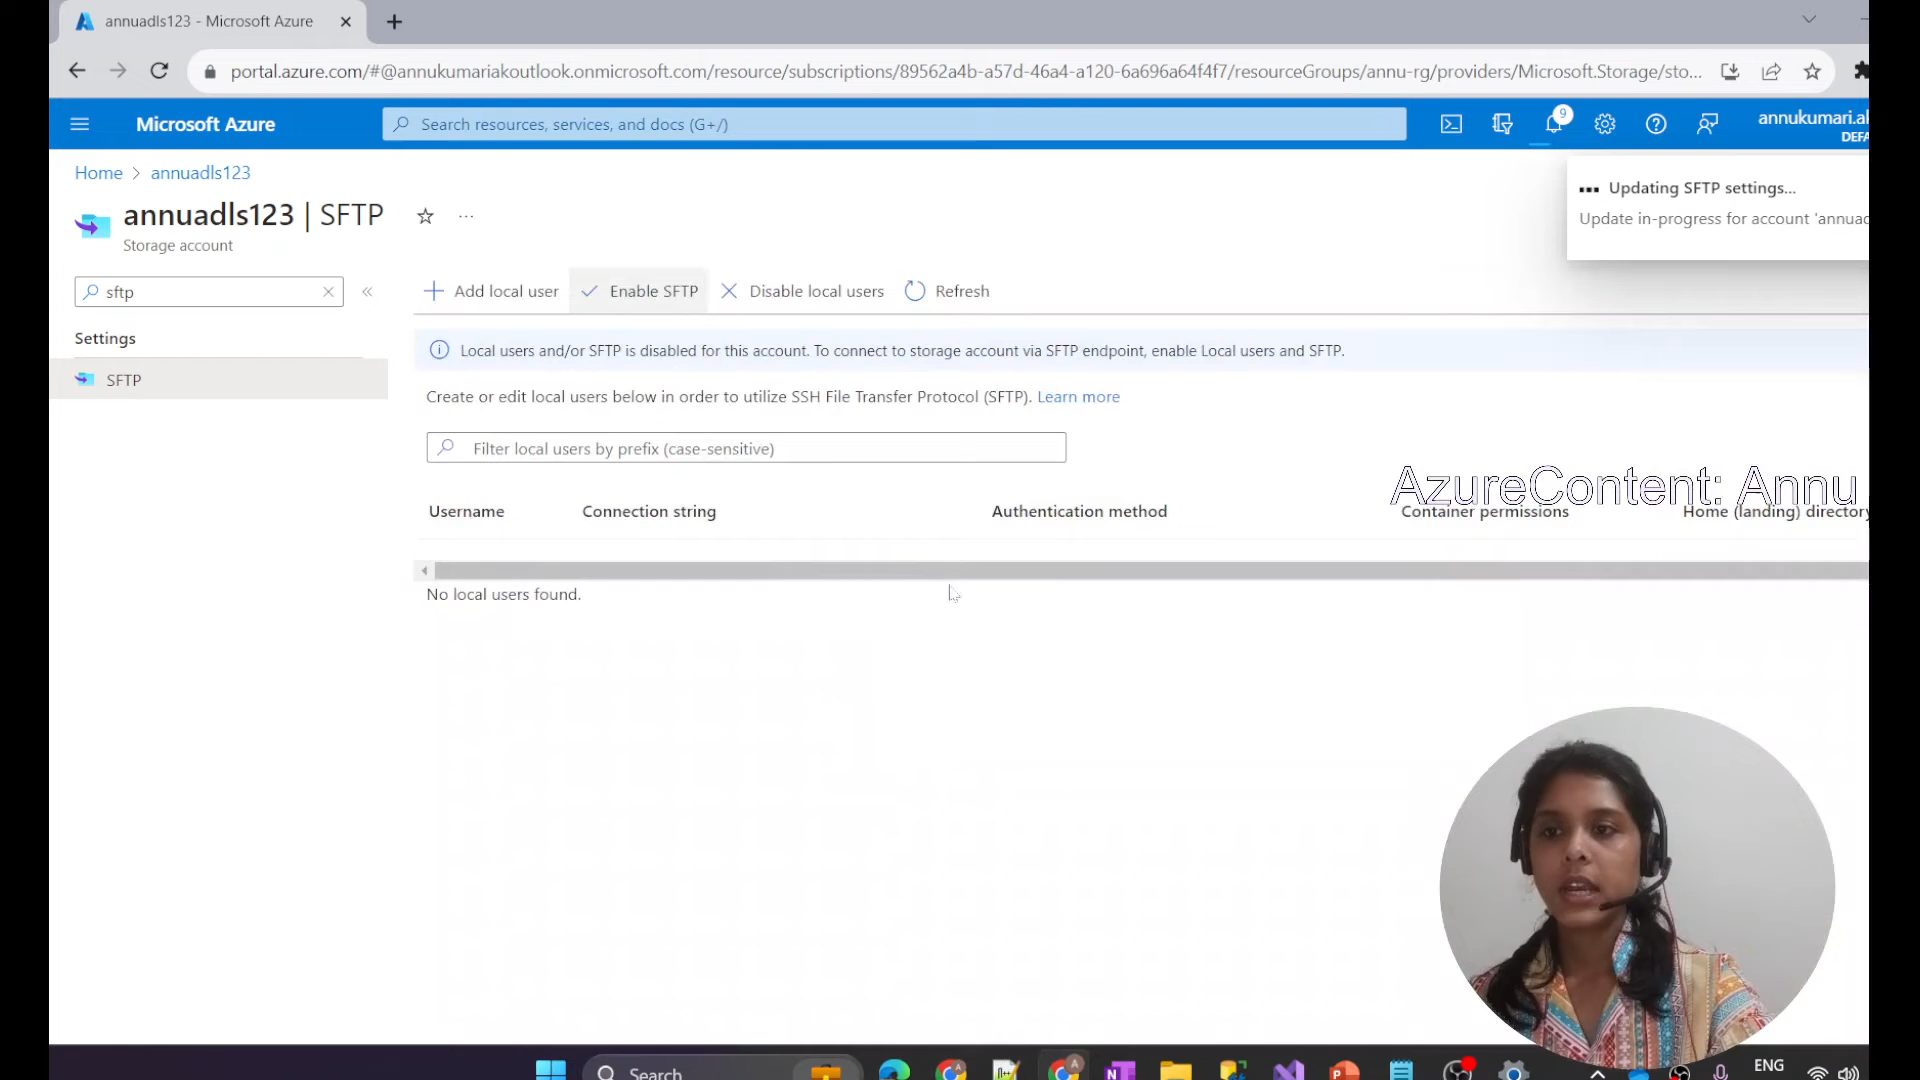 annuadls123 - Microsoft Azure
portal.azure.com/#@annukumariakoutlook.onmicrosoft.com/resource/subscriptions/89562a4b-a57d-46a4-a120-6a696a64f4f7/resourceGroups/annu-rg/providers/Microsoft.Storage/sto...
Microsoft Azure
Search resources, services, and docs (G+/)
9
annukumari.ak
DEFA
Home > annuadls123
Updating SFTP settings...
Update in-progress for account 'annuad
annuadls123 | SFTP
Storage account
sftp
Add local user
Enable SFTP
Disable local users
Refresh
Settings
SFTP
Local users and/or SFTP is disabled for this account. To connect to storage account via SFTP endpoint, enable Local users and SFTP.
Create or edit local users below in order to utilize SSH File Transfer Protocol (SFTP). Learn more
Filter local users by prefix (case-sensitive)
AzureContent: Annu
Username
Connection string
Authentication method
Container permissions
Home (landing) directory
No local users found.
Search
ENG